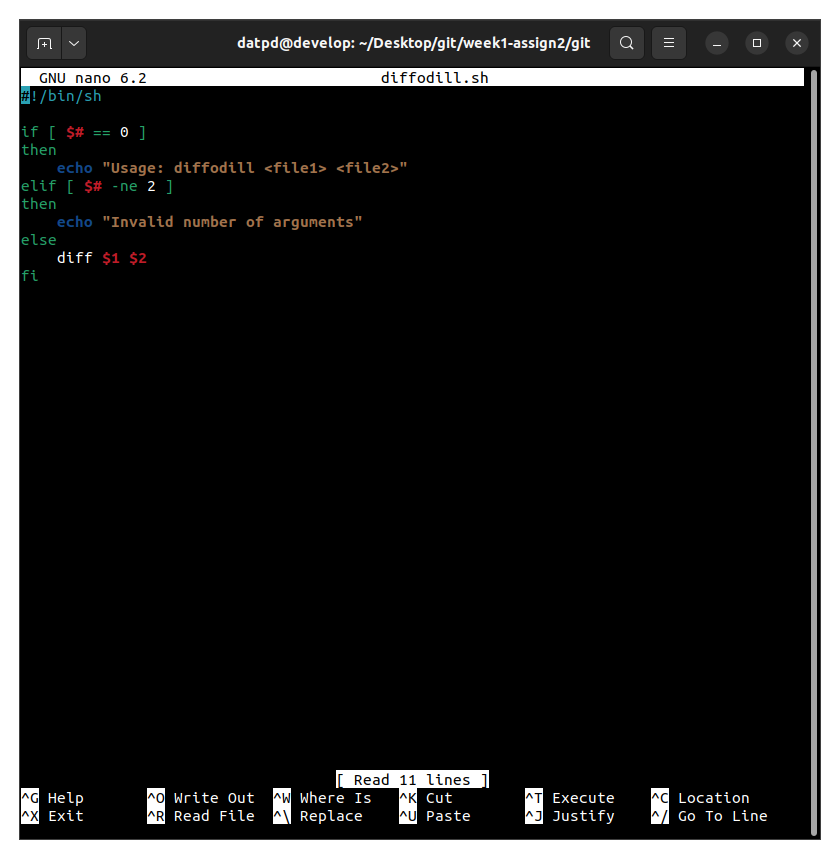 datpd@develop: ~/Desktop/git/week1-assign2/git
GNU nano 6.2 diffodill.sh
#!/bin/sh

if [ $# == 0 ]
then
    echo "Usage: diffodill <file1> <file2>"
elif [ $# -ne 2 ]
then
    echo "Invalid number of arguments"
else
    diff $1 $2
fi
[ Read 11 lines ]
^G Help ^O Write Out ^W Where Is ^K Cut ^T Execute ^C Location
^X Exit ^R Read File ^\ Replace ^U Paste ^J Justify ^/ Go To Line